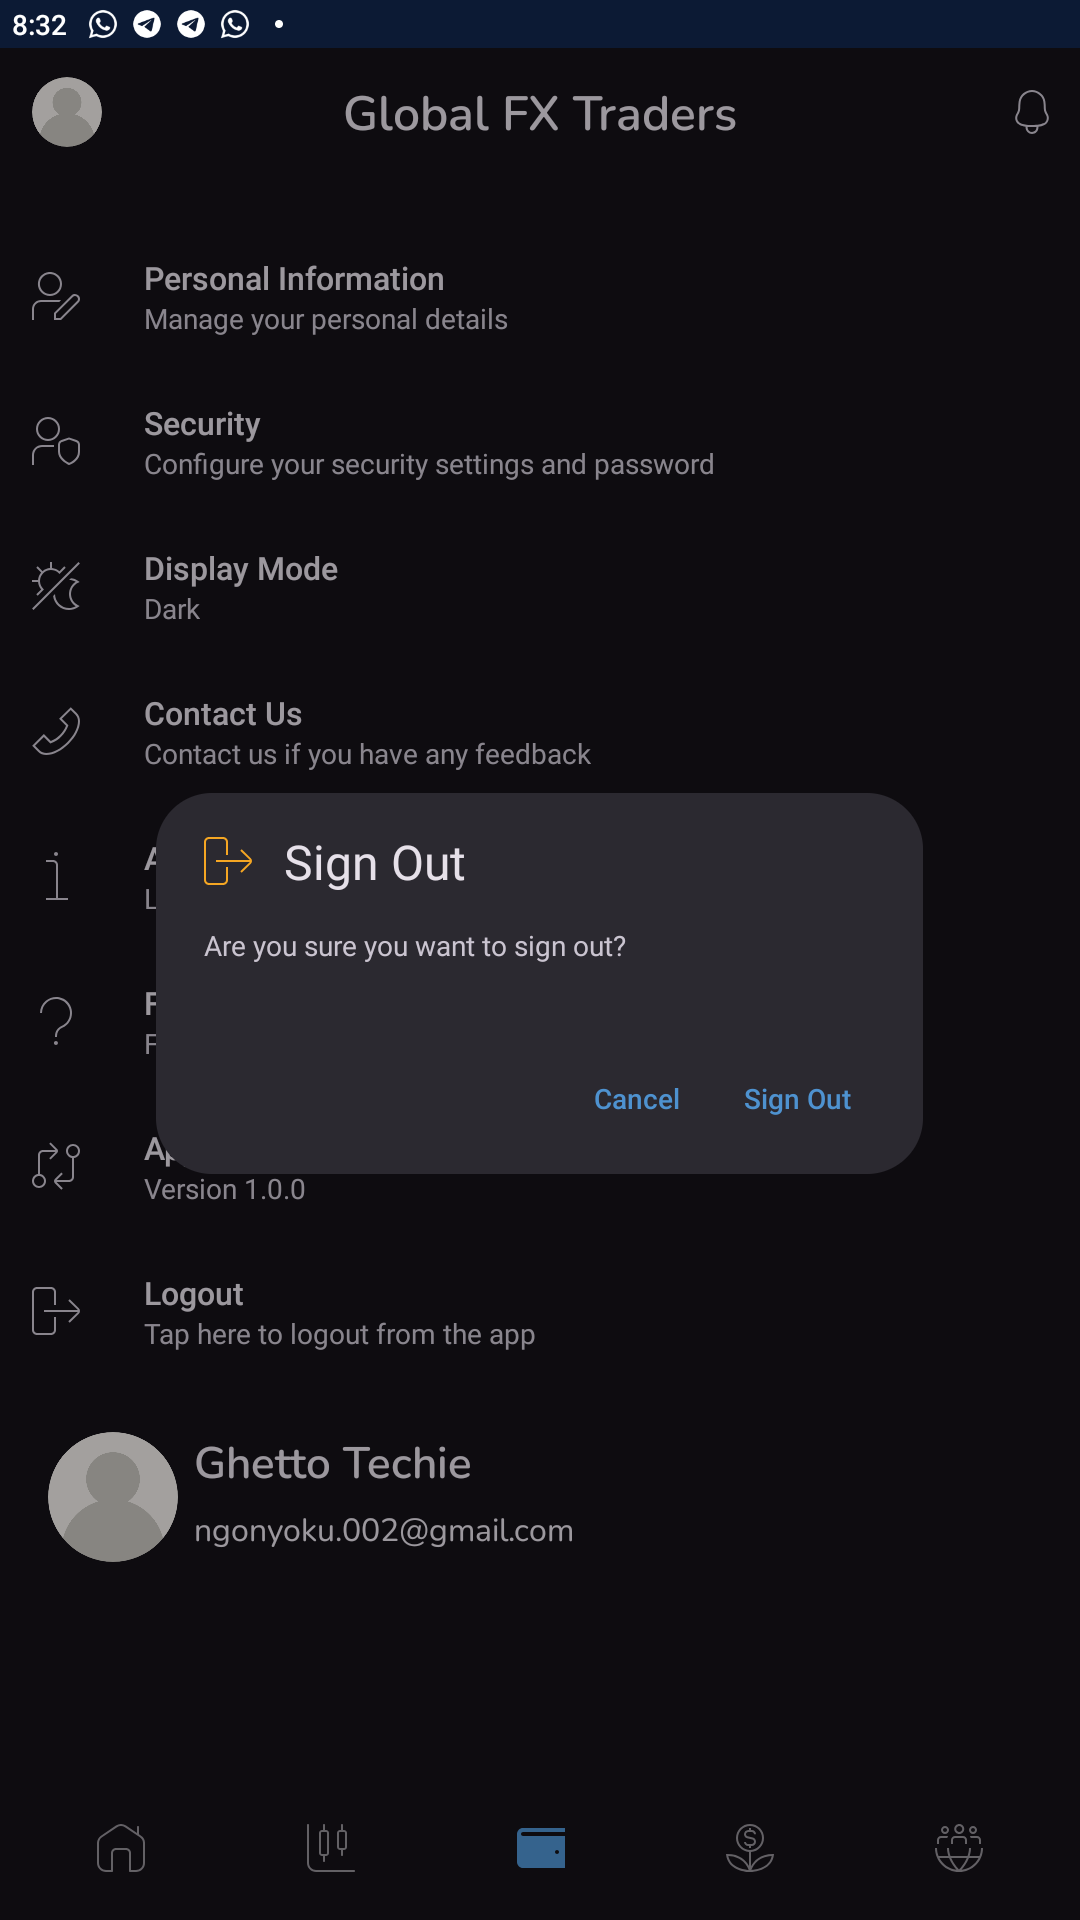 8:32
Global FX Traders
Personal Information
Manage your personal details
Security
Configure your security settings and password
Display Mode
Dark
Contact Us
Contact us if you have any feedback
Sign Out
Are you sure you want to sign out?
Cancel Sign Out
Version 1.0.0
Logout
Tap here to logout from the app
Ghetto Techie
ngonyoku.002@gmail.com